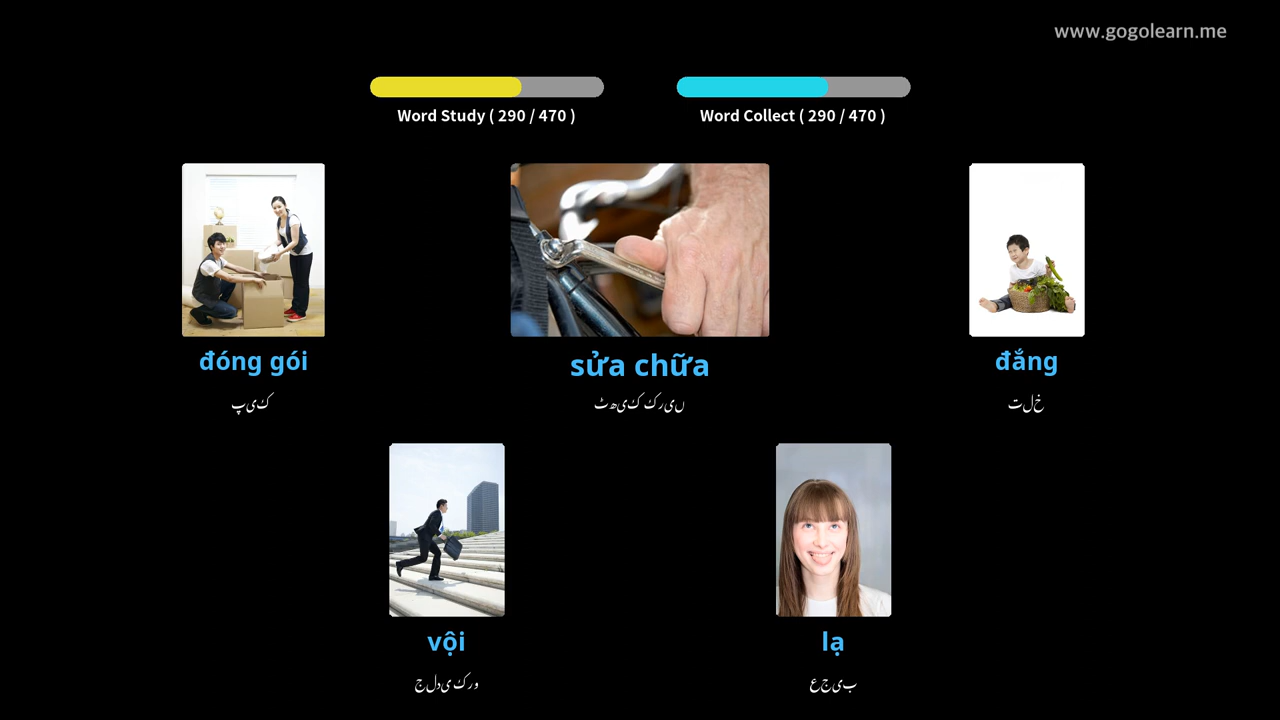 www.gogolearn.me
Word Study ( 290 / 470 )
Word Collect ( 290 / 470 )
đóng gói
sửa chữa
đắng
پیک
ٹھیک کریں
تلخ
vội
lạ
جلدی کرو
عجیب